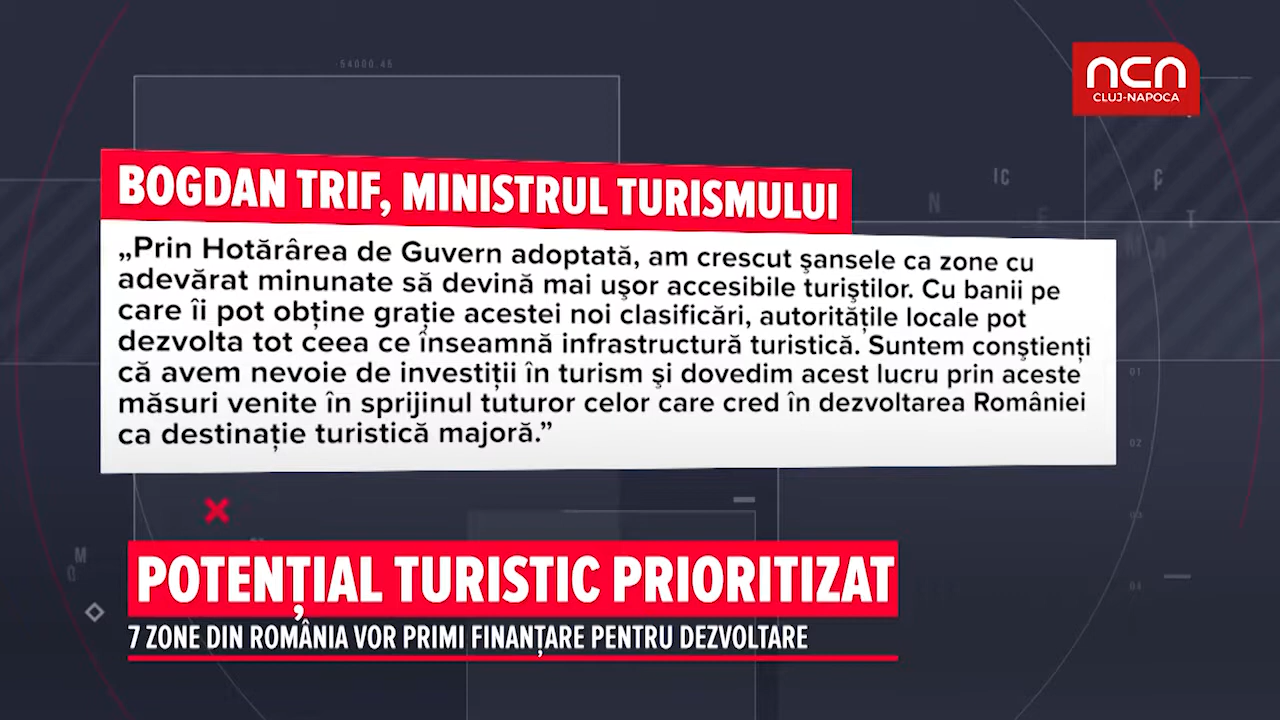 54000.46
ncn
CLUJ-NAPOCA
BOGDAN TRIF, MINISTRUL TURISMULUI
„Prin Hotărârea de Guvern adoptată, am crescut şansele ca zone cu
adevărat minunate să devină mai uşor accesibile turiştilor. Cu banii pe
care îi pot obține grație acestei noi clasificări, autoritățile locale pot
dezvolta tot ceea ce înseamnă infrastructură turistică. Suntem conştienți
că avem nevoie de investiții în turism şi dovedim acest lucru prin aceste
măsuri venite în sprijinul tuturor celor care cred în dezvoltarea României
ca destinație turistică majoră.”
01
02
04
POTENȚIAL TURISTIC PRIORITIZAT
7 ZONE DIN ROMÂNIA VOR PRIMI FINANȚARE PENTRU DEZVOLTARE